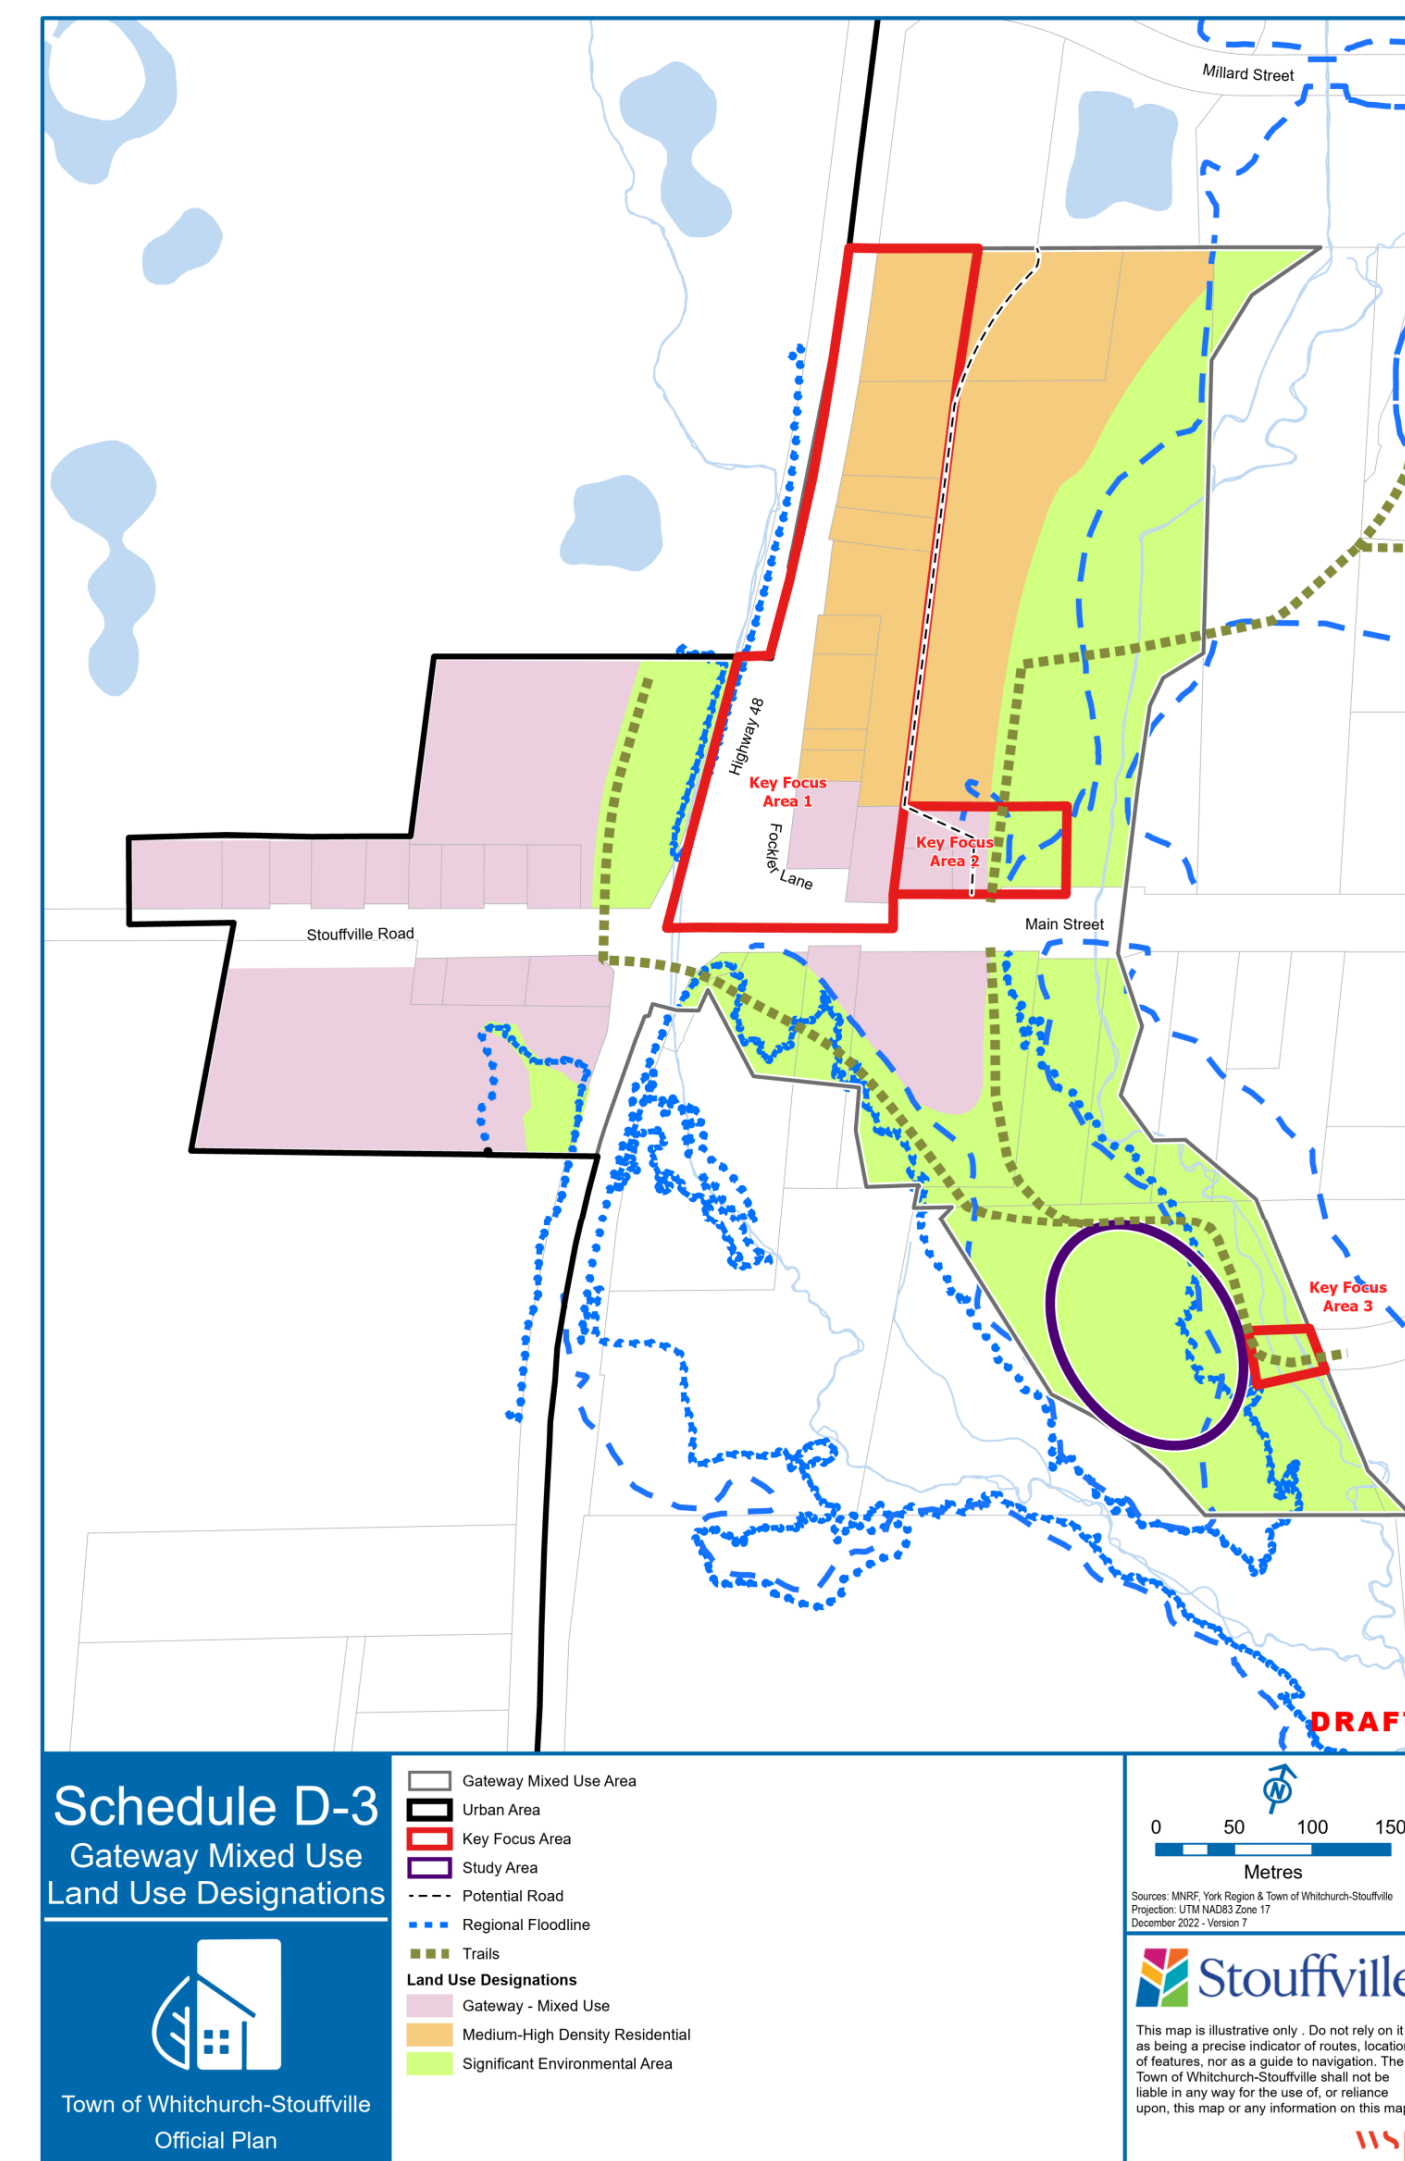 Millard Street
Highway 48
Key Focus
Area 1
Fockler Lane
Key Focus
Area 2
Stouffville Road
Main Street
Key Focus
Area 3
Schedule D-3
Gateway Mixed Use
Land Use Designations
Town of Whitchurch-Stouffville
Official Plan
Gateway Mixed Use Area
Urban Area
Key Focus Area
Study Area
Potential Road
Regional Floodline
Trails
Land Use Designations
Gateway - Mixed Use
Medium-High Density Residential
Significant Environmental Area
N
0 50 100 150
Metres
Sources: MNRF, York Region & Town of Whitchurch-Stouffville
Projection: UTM NAD83 Zone 17
December 2022 - Version 7
Stouffville
This map is illustrative only . Do not rely on it
as being a precise indicator of routes,
of features, nor as a guide to navigation. The
Town of Whitchurch-Stouffville shall not be
liable in any way for the use of, or reliance
upon, this map or any information on this